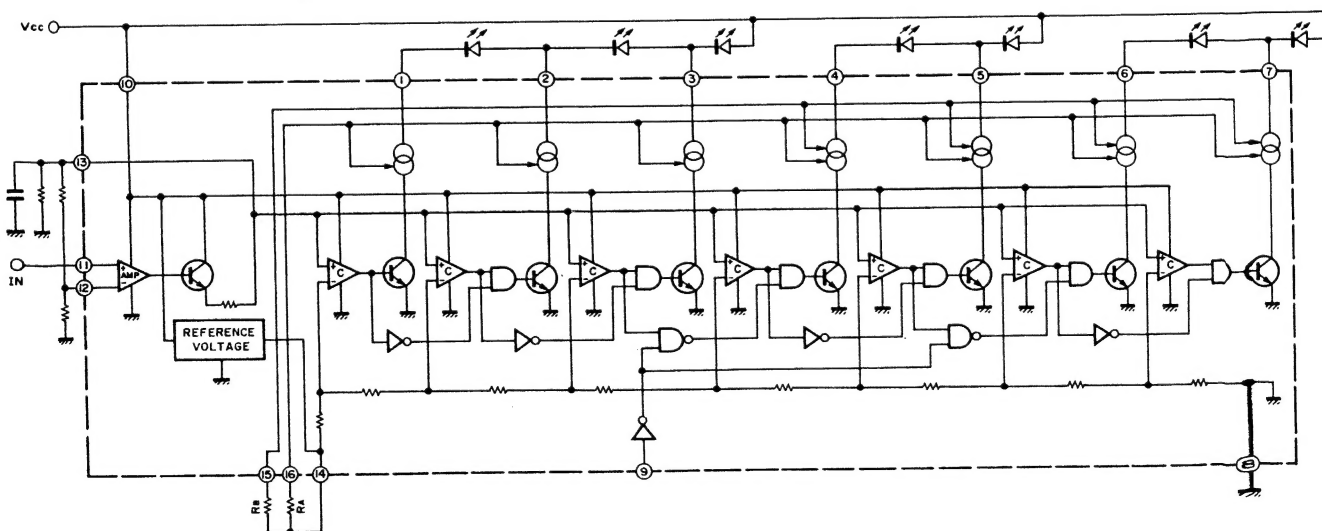 Vcc
1
2
3
4
5
6
7
10
13
11
+
AMP
-
IN
12
+
C
-
+
C
-
+
C
-
+
C
-
+
C
-
+
C
-
+
C
-
REFERENCE
VOLTAGE
15
16
14
9
8
RB
RA